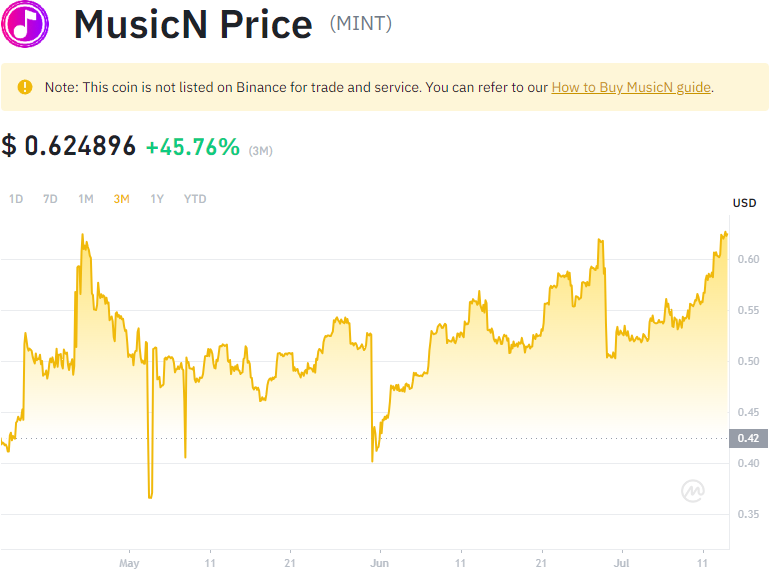 MusicN Price (MINT)
Note: This coin is not listed on Binance for trade and service. You can refer to our How to Buy MusicN guide.
$ 0.624896 +45.76% (3M)
1D 7D 1M 3M 1Y YTD
USD
0.60
0.55
0.50
0.45
0.42
0.40
0.35
May 11 21 Jun 11 21 Jul 11